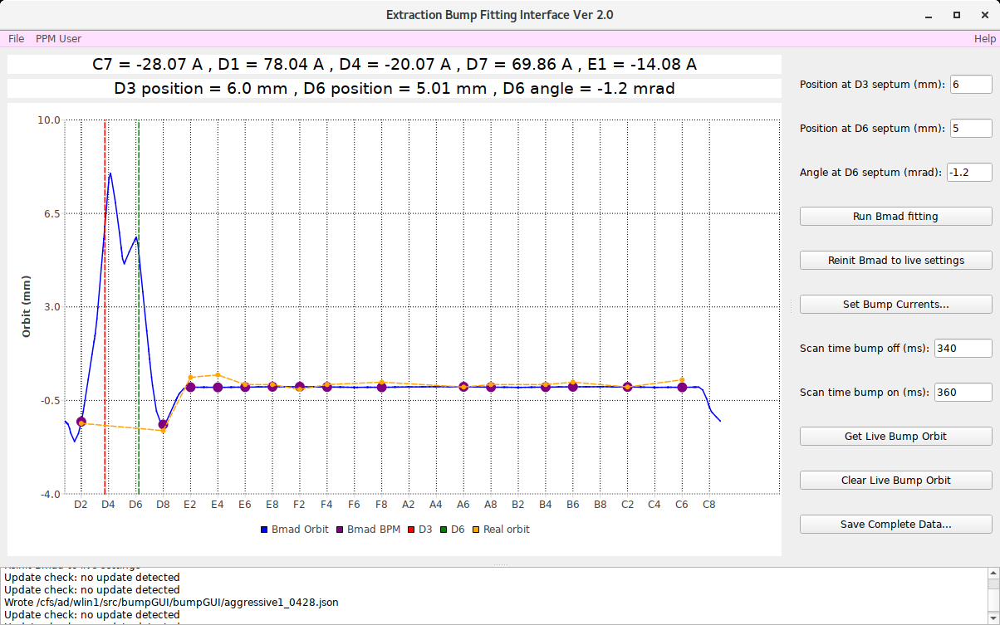 Extraction Bump Fitting Interface Ver 2.0
File PPM User Help
C7 = -28.07 A , D1 = 78.04 A , D4 = -20.07 A , D7 = 69.86 A , E1 = -14.08 A
D3 position = 6.0 mm , D6 position = 5.01 mm , D6 angle = -1.2 mrad
10.0
6.5
3.0
-0.5
-4.0
Orbit (mm)
D2 D4 D6 D8 E2 E4 E6 E8 F2 F4 F6 F8 A2 A4 A6 A8 B2 B4 B6 B8 C2 C4 C6 C8
Bmad Orbit Bmad BPM D3 D6 Real orbit
Position at D3 septum (mm): 6
Position at D6 septum (mm): 5
Angle at D6 septum (mrad): -1.2
Run Bmad fitting
Reinit Bmad to live settings
Set Bump Currents...
Scan time bump off (ms): 340
Scan time bump on (ms): 360
Get Live Bump Orbit
Clear Live Bump Orbit
Save Complete Data...
Reinit Bmad to live settings
Update check: no update detected
Update check: no update detected
Wrote /cfs/ad/wlin1/src/bumpGUI/bumpGUI/aggressive1_0428.json
Update check: no update detected